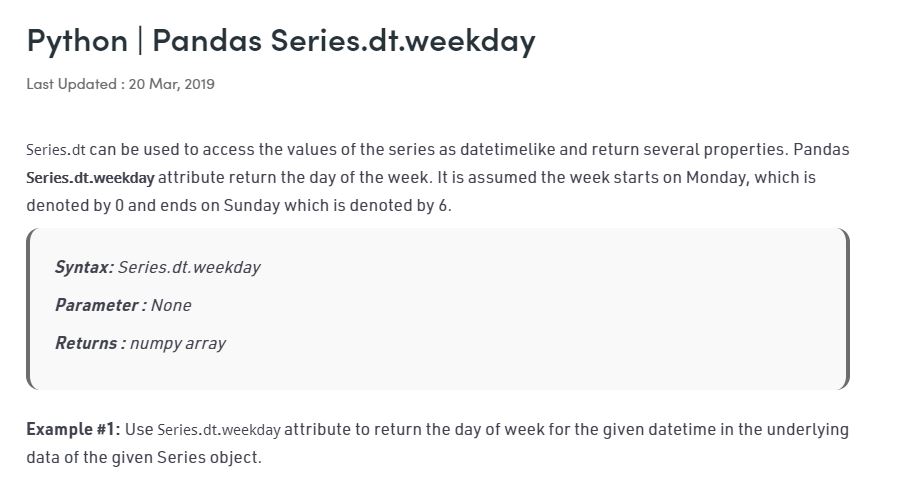 Python | Pandas Series.dt.weekday
Last Updated : 20 Mar, 2019
Series.dt can be used to access the values of the series as datetimelike and return several properties. Pandas
Series.dt.weekday attribute return the day of the week. It is assumed the week starts on Monday, which is
denoted by 0 and ends on Sunday which is denoted by 6.
Syntax: Series.dt.weekday
Parameter : None
Returns : numpy array
Example #1: Use Series.dt.weekday attribute to return the day of week for the given datetime in the underlying
data of the given Series object.